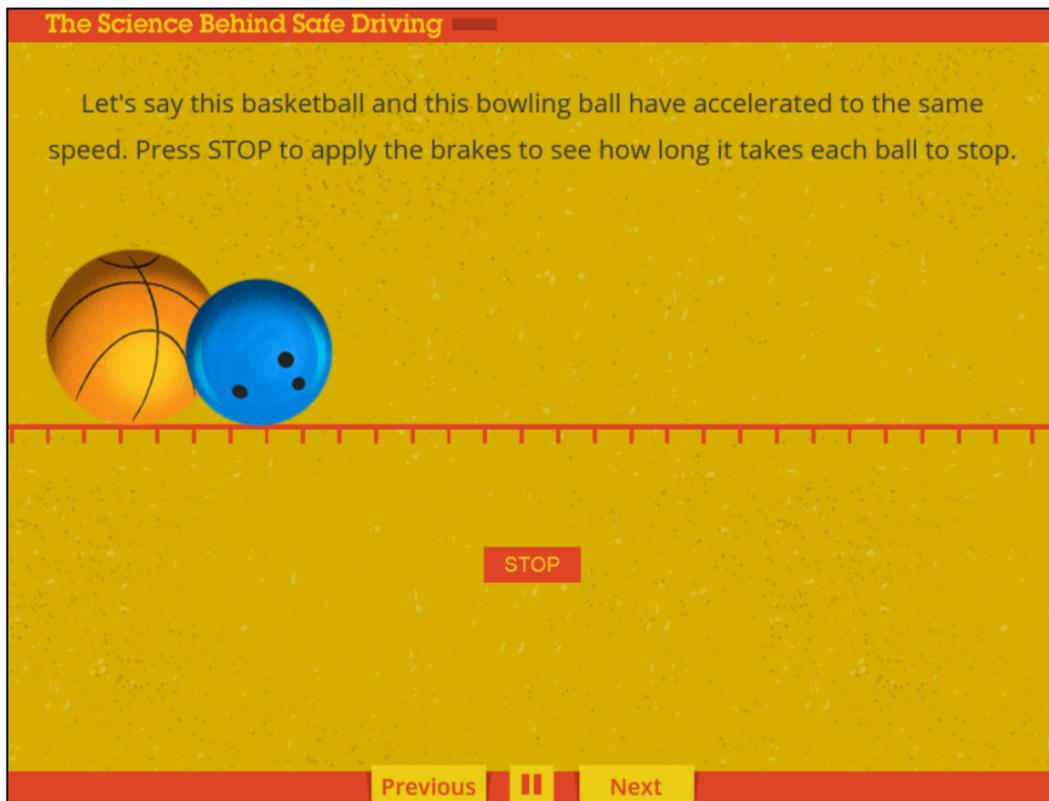 The Science Behind Safe Driving
Let's say this basketball and this bowling ball have accelerated to the same
speed. Press STOP to apply the brakes to see how long it takes each ball to stop.
STOP
Previous
Next